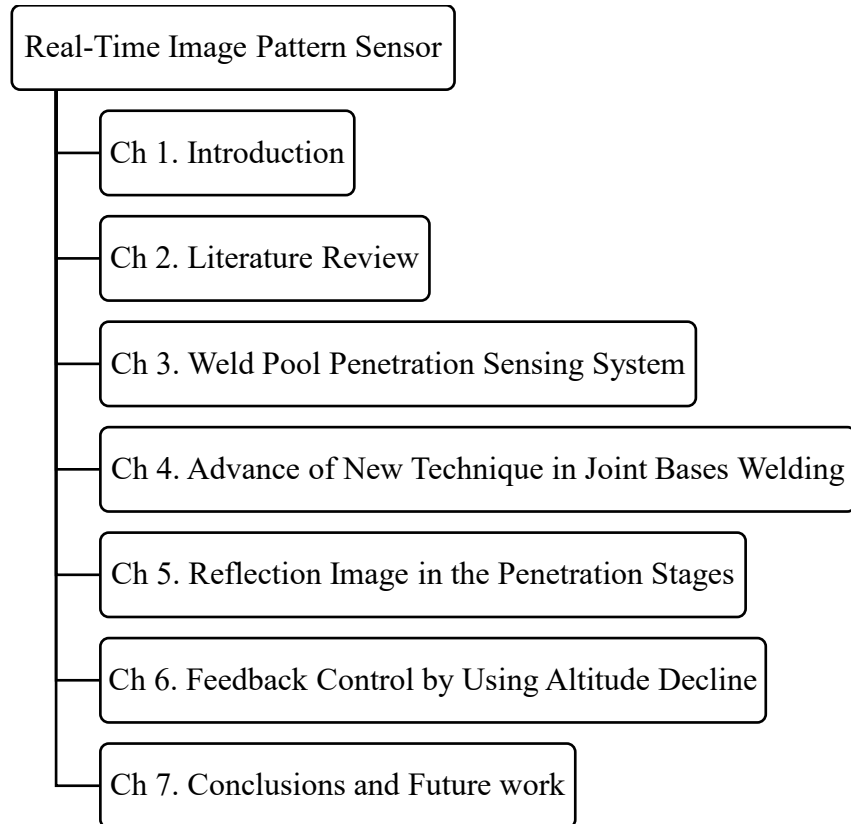 Real-Time Image Pattern Sensor
Ch 1. Introduction
Ch 2. Literature Review
Ch 3. Weld Pool Penetration Sensing System
Ch 4. Advance of New Technique in Joint Bases Welding
Ch 5. Reflection Image in the Penetration Stages
Ch 6. Feedback Control by Using Altitude Decline
Ch 7. Conclusions and Future work